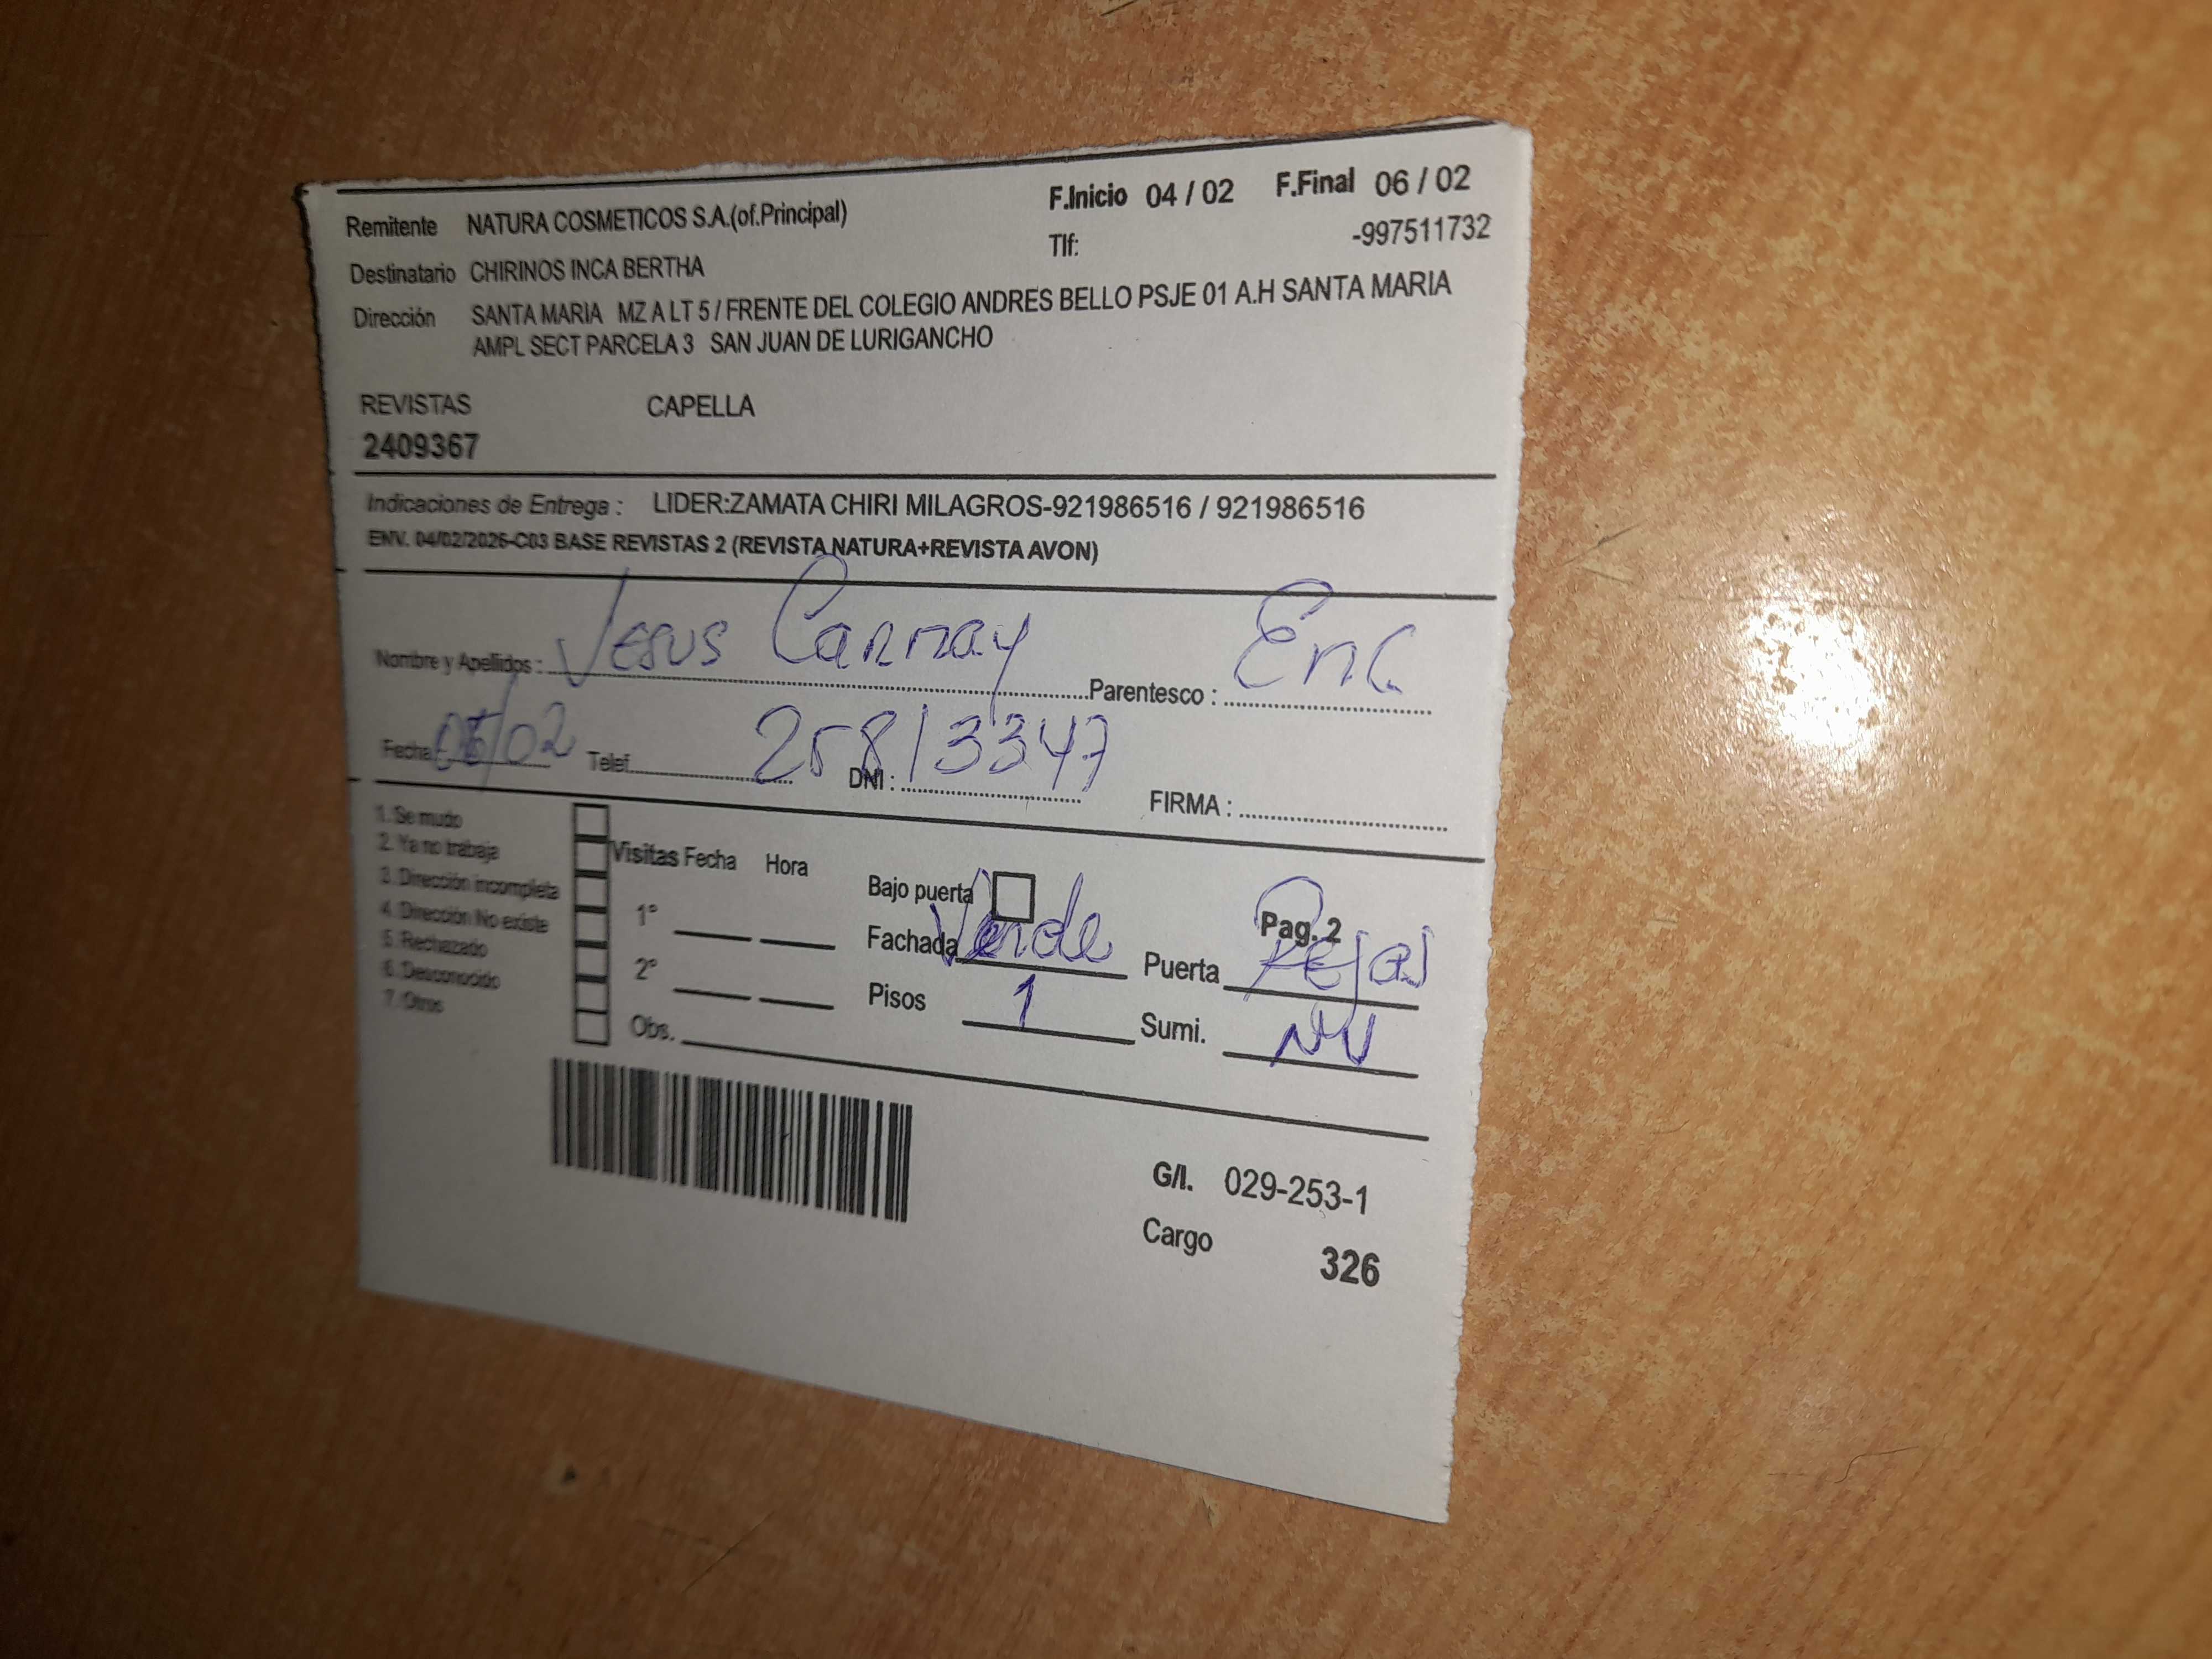 Remitente NATURA COSMETICOS S.A.(of.Principal) F.Inicio 04 / 02 F.Final 06 / 02
Tlf: -997511732
Destinatario CHIRINOS INCA BERTHA
Dirección SANTA MARIA MZ A LT 5 / FRENTE DEL COLEGIO ANDRES BELLO PSJE 01 A.H SANTA MARIA
AMPL SECT PARCELA 3 SAN JUAN DE LURIGANCHO
REVISTAS CAPELLA
2409367
Indicaciones de Entrega : LIDER:ZAMATA CHIRI MILAGROS-921986516 / 921986516
ENV. 04/02/2025-C03 BASE REVISTAS 2 (REVISTA NATURA+REVISTA AVON)
Nombre y Apellidos : Jesus Carnay Parentesco : Enc
Fecha: 05/02 Telef. DNI : 25813347 FIRMA :
1. Se mudo
2. Ya no trabaja
3. Dirección incompleta
4. Dirección No existe
5. Rechazado
6. Desconocido
7. Otros
Visitas Fecha Hora
1°
2°
Obs.
Bajo puerta Pag. 2
Fachada Verde Puerta Rejas
Pisos 1 Sumi. NV
G/I. 029-253-1
Cargo 326